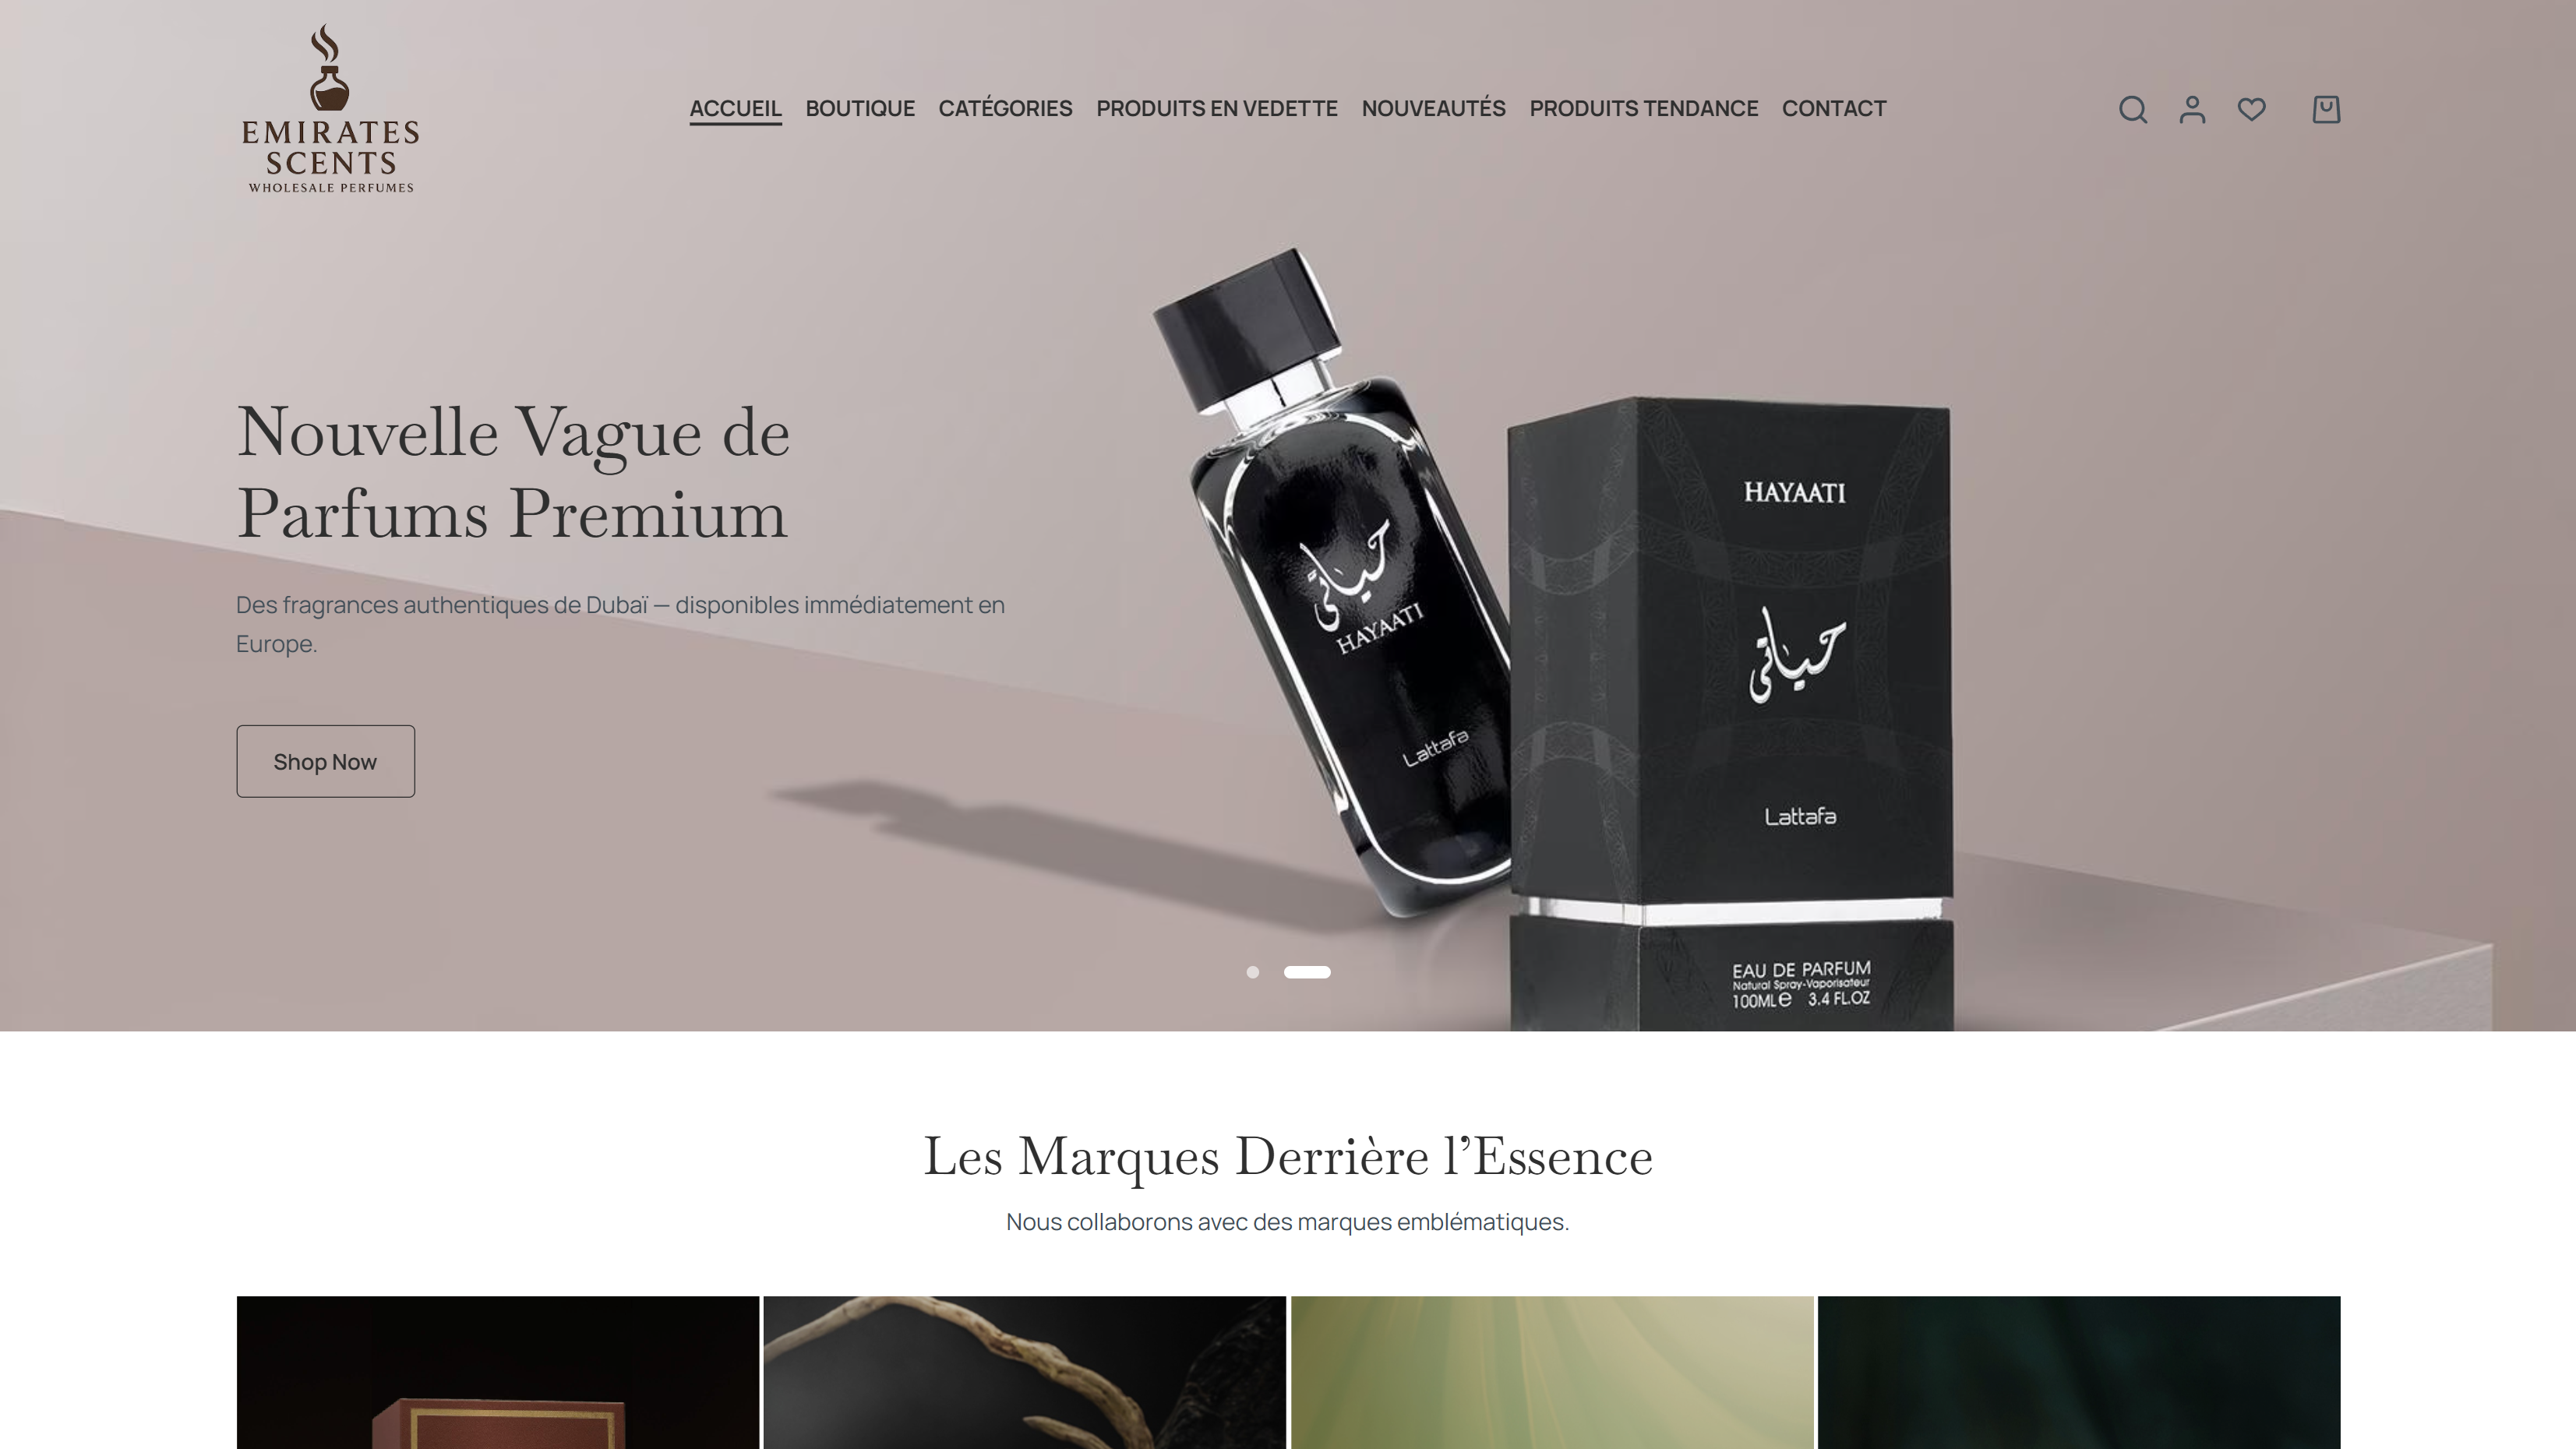 EMIRATES
SCENTS
WHOLESALE PERFUMES
ACCUEIL BOUTIQUE CATÉGORIES PRODUITS EN VEDETTE NOUVEAUTÉS PRODUITS TENDANCE CONTACT
Nouvelle Vague de
Parfums Premium
Des fragrances authentiques de Dubaï — disponibles immédiatement en
Europe.
Shop Now
حياتي
HAYAATI
Lattafa
HAYAATI
حياتي
Lattafa
EAU DE PARFUM
Natural Spray-Vaporisateur
100ML e 3.4 FL.OZ
Les Marques Derrière l’Essence
Nous collaborons avec des marques emblématiques.